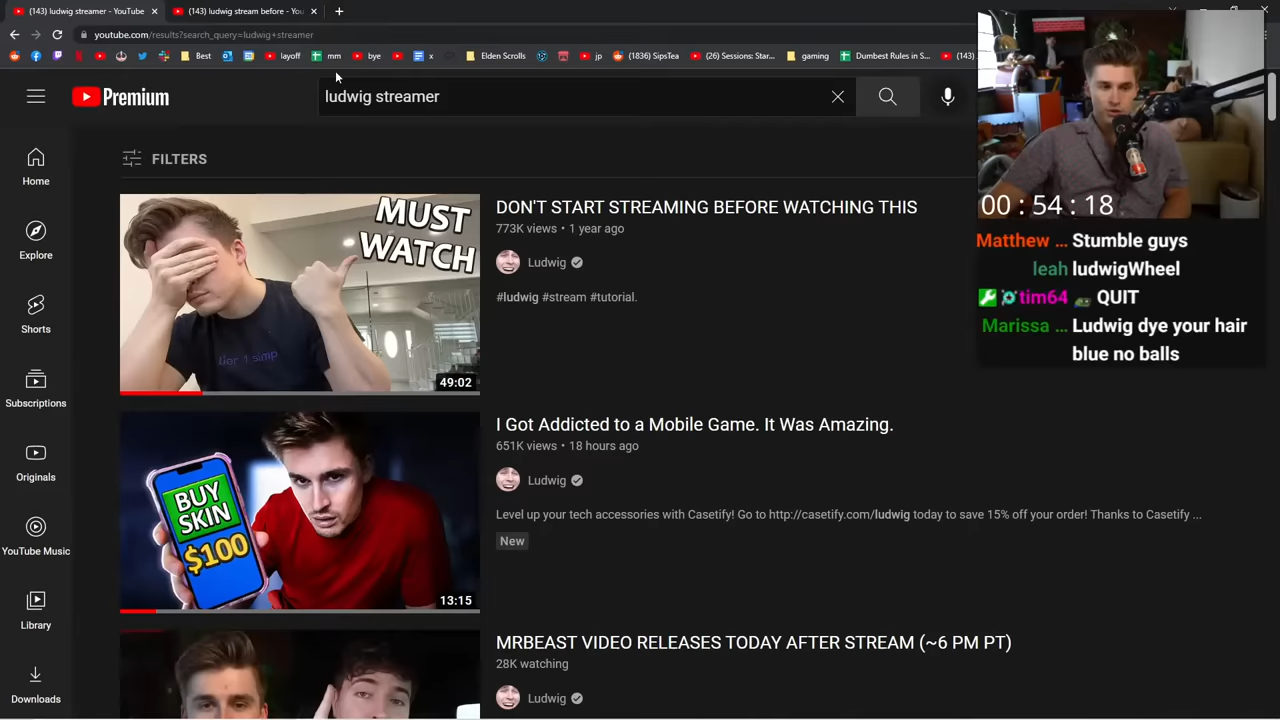 (143) ludwig streamer - YouTube
(143) ludwig stream before - You
youtube.com/results?search_query=ludwig+streamer
Best
layoff
mm
bye
x
Elden Scrolls
jp
(1836) SipsTea
(26) Sessions: Star...
gaming
Dumbest Rules in S...
(143)
Premium
ludwig streamer
FILTERS
Home
Explore
Shorts
Subscriptions
Originals
YouTube Music
Library
Downloads
MUST
WATCH
tier 1 simp
49:02
DON'T START STREAMING BEFORE WATCHING THIS
773K views • 1 year ago
Ludwig
#ludwig #stream #tutorial.
BUY
SKIN
$100
13:15
I Got Addicted to a Mobile Game. It Was Amazing.
651K views • 18 hours ago
Ludwig
Level up your tech accessories with Casetify! Go to http://casetify.com/ludwig today to save 15% off your order! Thanks to Casetify ...
New
MRBEAST VIDEO RELEASES TODAY AFTER STREAM (~6 PM PT)
28K watching
Ludwig
00 : 54 : 18
Matthew ... Stumble guys
leah ludwigWheel
tim64 QUIT
Marissa ... Ludwig dye your hair
blue no balls